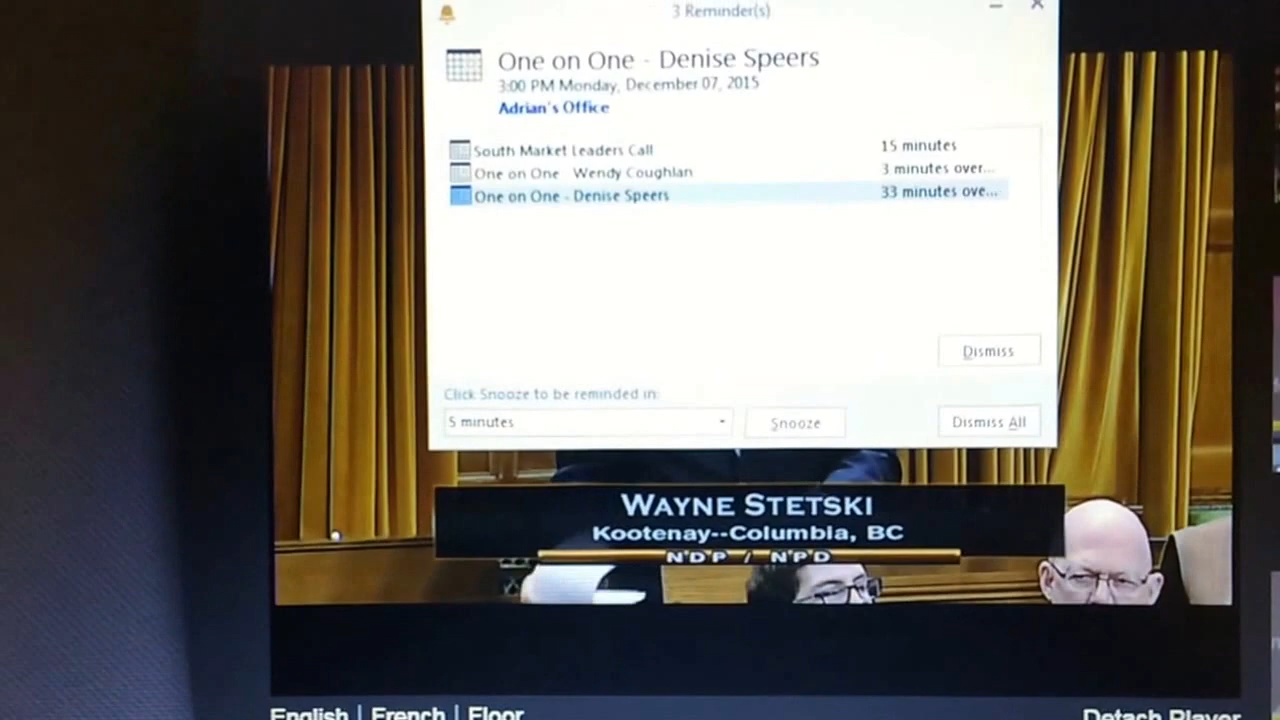 3 Reminder(s)
One on One - Denise Speers
3:00 PM Monday, December 07, 2015
Adrian's Office
South Market Leaders Call 15 minutes
One on One - Wendy Coughlan 3 minutes over...
One on One - Denise Speers 33 minutes ove...
Dismiss
Click Snooze to be reminded in:
5 minutes Snooze Dismiss All
WAYNE STETSKI
Kootenay--Columbia, BC
NDP / NPD
English | French | Floor Detach Player